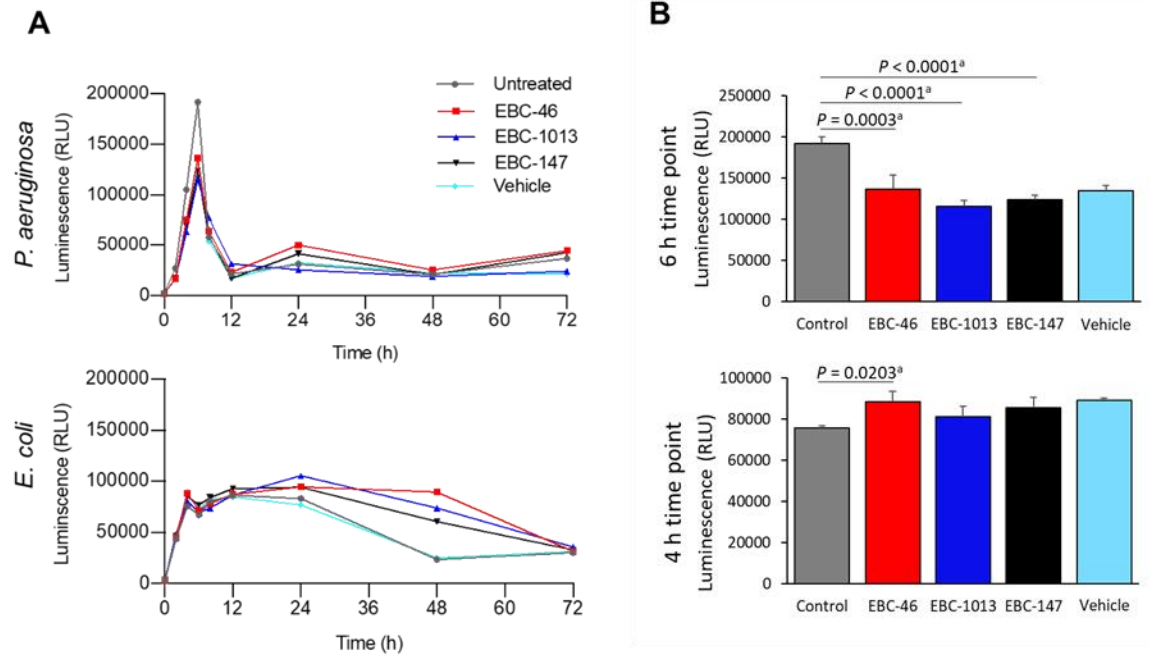 A
P. aeruginosa
Luminescence (RLU)
200000
150000
100000
50000
0
0 12 24 36 48 60 72
Time (h)
Untreated
EBC-46
EBC-1013
EBC-147
Vehicle
E. coli
Luminscence (RLU)
200000
150000
100000
50000
0
0 12 24 36 48 60 72
Time (h)
B
6 h time point
Luminescence (RLU)
250000
200000
150000
100000
50000
0
P < 0.0001ᵃ
P < 0.0001ᵃ
P = 0.0003ᵃ
Control EBC-46 EBC-1013 EBC-147 Vehicle
4 h time point
Luminescence (RLU)
100000
80000
60000
40000
20000
0
P = 0.0203ᵃ
Control EBC-46 EBC-1013 EBC-147 Vehicle